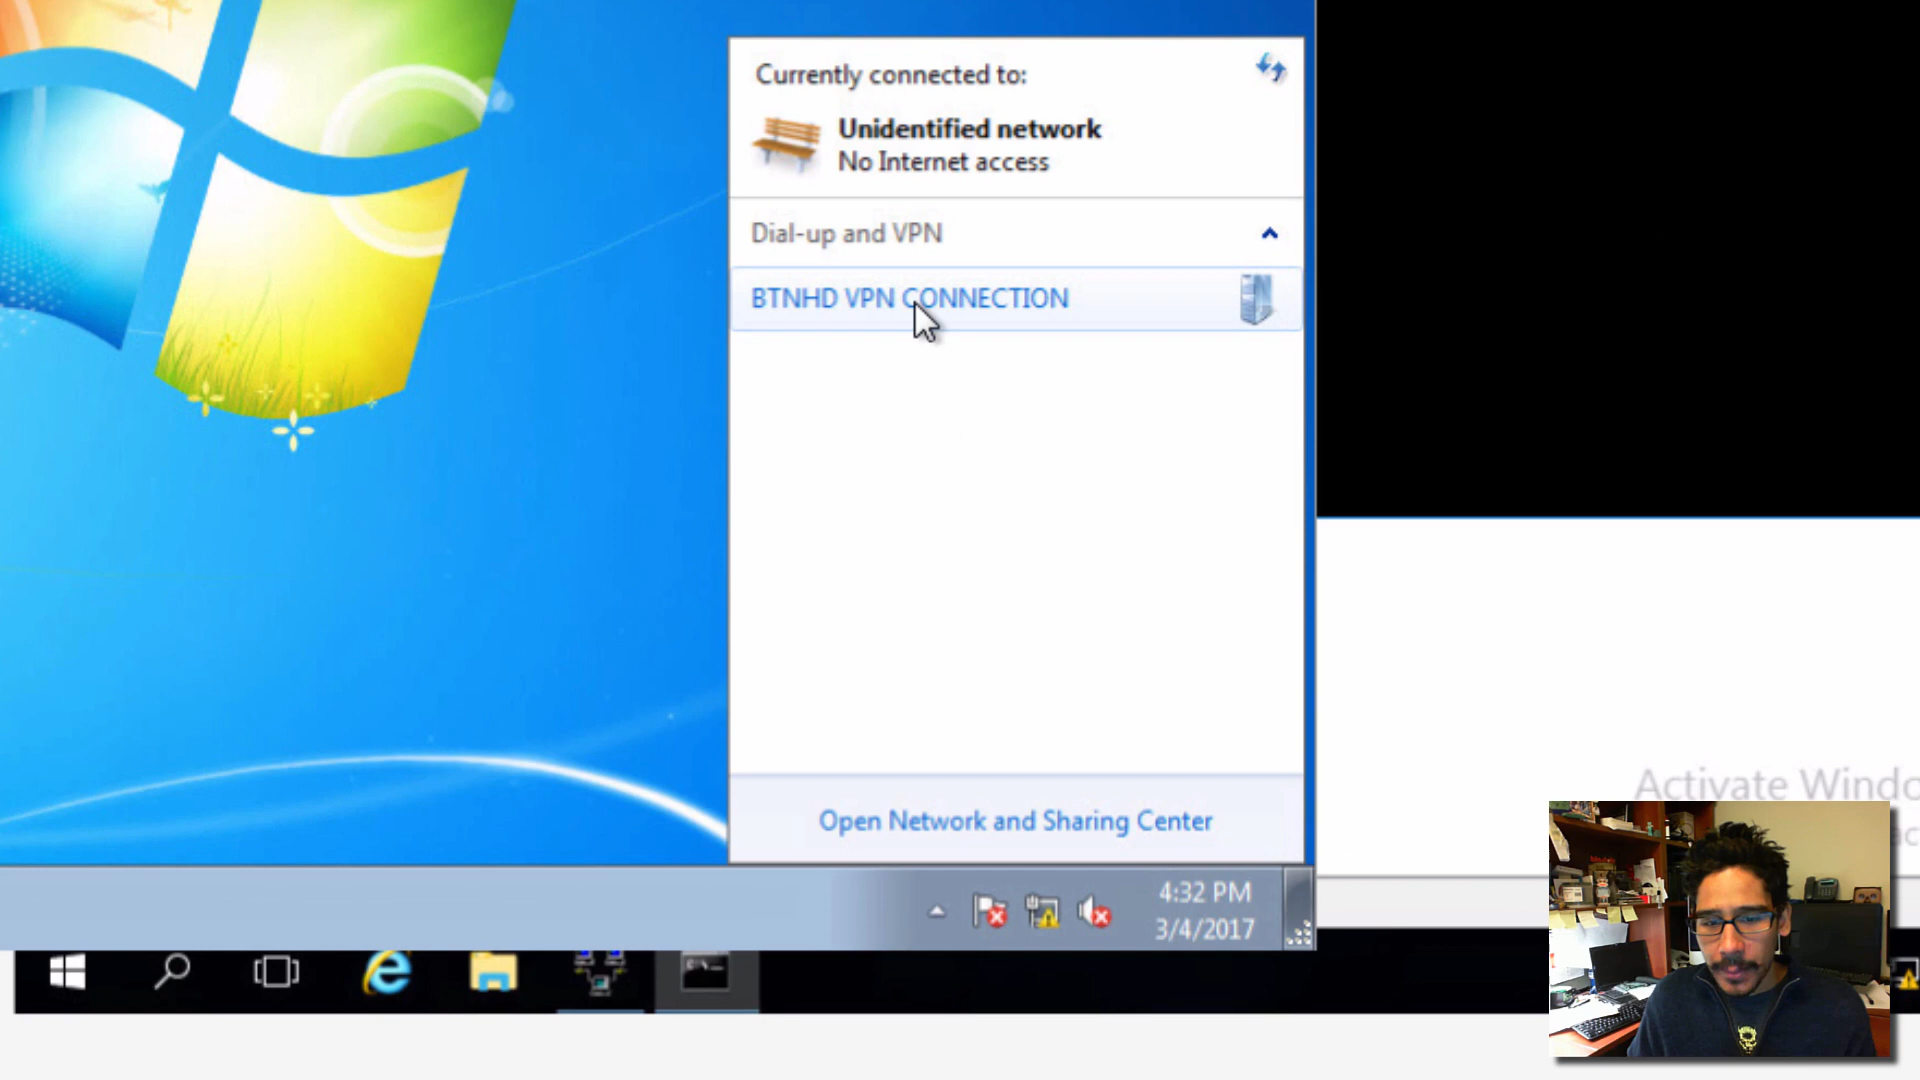 Currently connected to:
Unidentified network
No Internet access
Dial-up and VPN
BTNHD VPN CONNECTION
Open Network and Sharing Center
4:32 PM
3/4/2017
Activate Windo